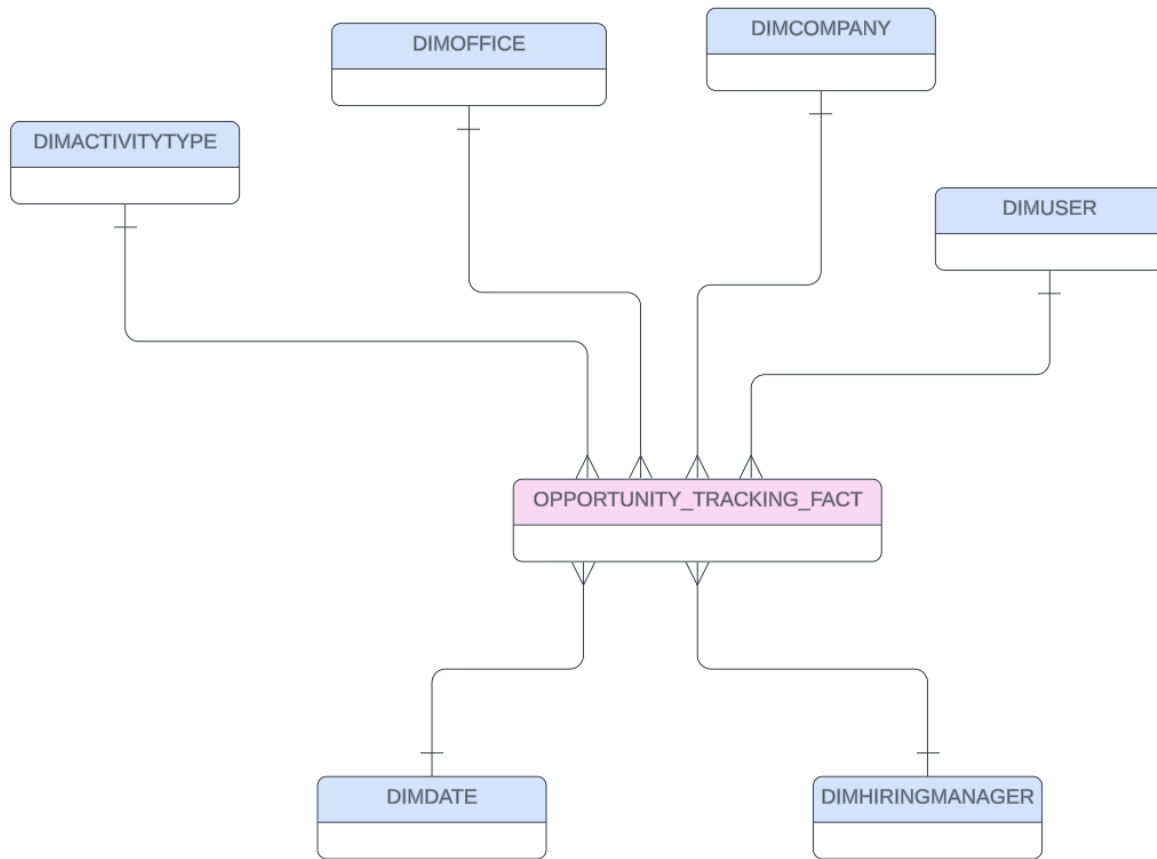 DIMOFFICE
DIMCOMPANY
DIMACTIVITYTYPE
DIMUSER
OPPORTUNITY_TRACKING_FACT
DIMDATE
DIMHIRINGMANAGER